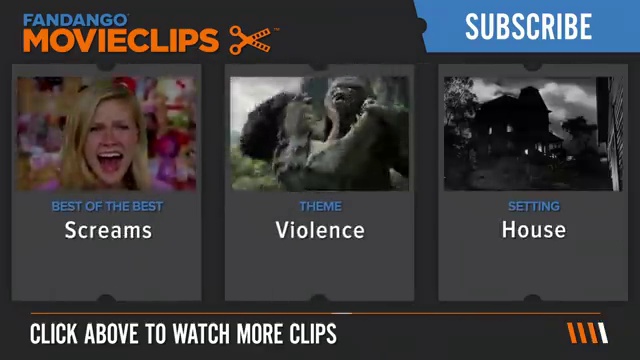 FANDANGO
MOVIECLIPS
SUBSCRIBE
BEST OF THE BEST
Screams
THEME
Violence
SETTING
House
CLICK ABOVE TO WATCH MORE CLIPS